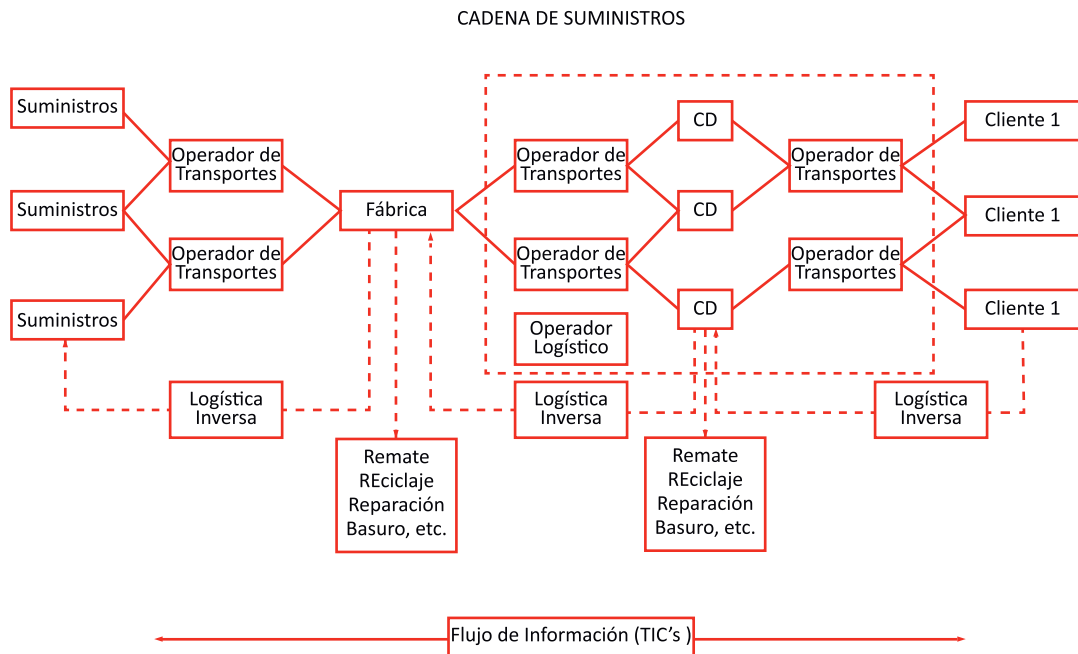 CADENA DE SUMINISTROS
Suministros
Suministros
Suministros
Operador de
Transportes
Operador de
Transportes
Fábrica
Operador de
Transportes
Operador de
Transportes
Operador
Logístico
CD
CD
CD
Operador de
Transportes
Operador de
Transportes
Cliente 1
Cliente 1
Cliente 1
Logística
Inversa
Logística
Inversa
Logística
Inversa
Remate
REciclaje
Reparación
Basuro, etc.
Remate
REciclaje
Reparación
Basuro, etc.
Flujo de Información (TIC’s )